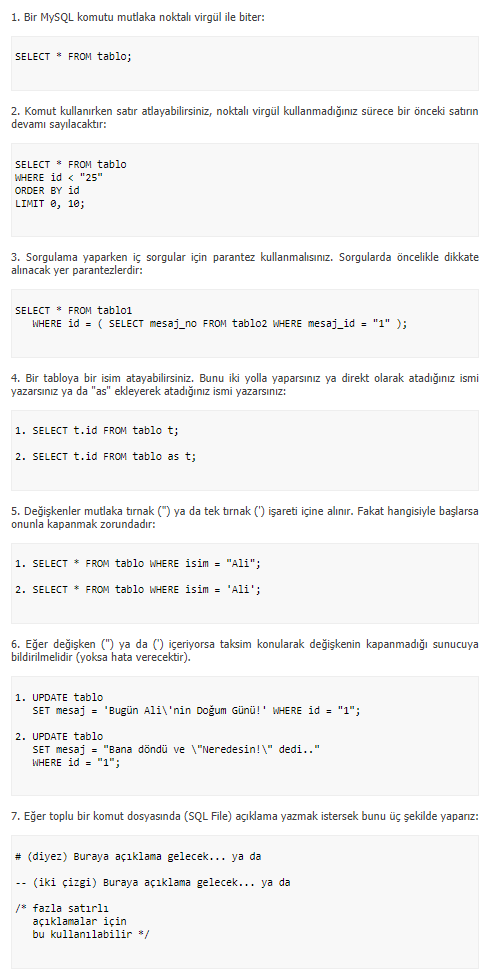 1. Bir MySQL komutu mutlaka noktalı virgül ile biter:
SELECT * FROM tablo;
2. Komut kullanırken satır atlayabilirsiniz, noktalı virgül kullanmadığınız sürece bir önceki satırın
devamı sayılacaktır:
SELECT * FROM tablo
WHERE id < "25"
ORDER BY id
LIMIT 0, 10;
3. Sorgulama yaparken iç sorgular için parantez kullanmalısınız. Sorgularda öncelikle dikkate
alınacak yer parantezlerdir:
SELECT * FROM tablo1
WHERE id = ( SELECT mesaj_no FROM tablo2 WHERE mesaj_id = "1" );
4. Bir tabloya bir isim atayabilirsiniz. Bunu iki yolla yaparsınız ya direkt olarak atadığınız ismi
yazarsınız ya da "as" ekleyerek atadığınız ismi yazarsınız:
1. SELECT t.id FROM tablo t;
2. SELECT t.id FROM tablo as t;
5. Değişkenler mutlaka tırnak (") ya da tek tırnak (') işareti içine alınır. Fakat hangisiyle başlarsa
onunla kapanmak zorundadır:
1. SELECT * FROM tablo WHERE isim = "Ali";
2. SELECT * FROM tablo WHERE isim = 'Ali';
6. Eğer değişken (") ya da (') içeriyorsa taksim konularak değişkenin kapanmadığı sunucuya
bildirilmelidir (yoksa hata verecektir).
1. UPDATE tablo
SET mesaj = 'Bugün Ali\'nin Doğum Günü!' WHERE id = "1";
2. UPDATE tablo
SET mesaj = "Bana döndü ve \"Neredesin!\" dedi.."
WHERE id = "1";
7. Eğer toplu bir komut dosyasında (SQL File) açıklama yazmak istersek bunu üç şekilde yaparız:
# (diyez) Buraya açıklama gelecek... ya da
-- (iki çizgi) Buraya açıklama gelecek... ya da
/* fazla satırlı
açıklamalar için
bu kullanılabilir */